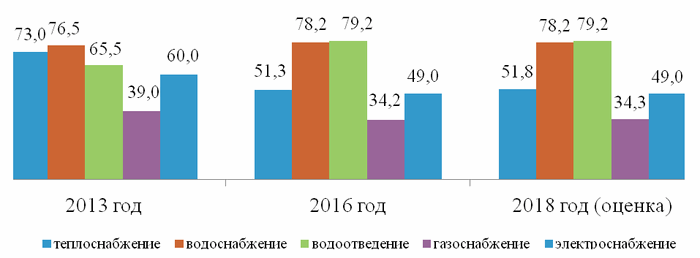 73,0 76,5 65,5 39,0 60,0
51,3 78,2 79,2 34,2 49,0
51,8 78,2 79,2 34,3 49,0
2013 год 2016 год 2018 год (оценка)
теплоснабжение водоснабжение водоотведение газоснабжение электроснабжение